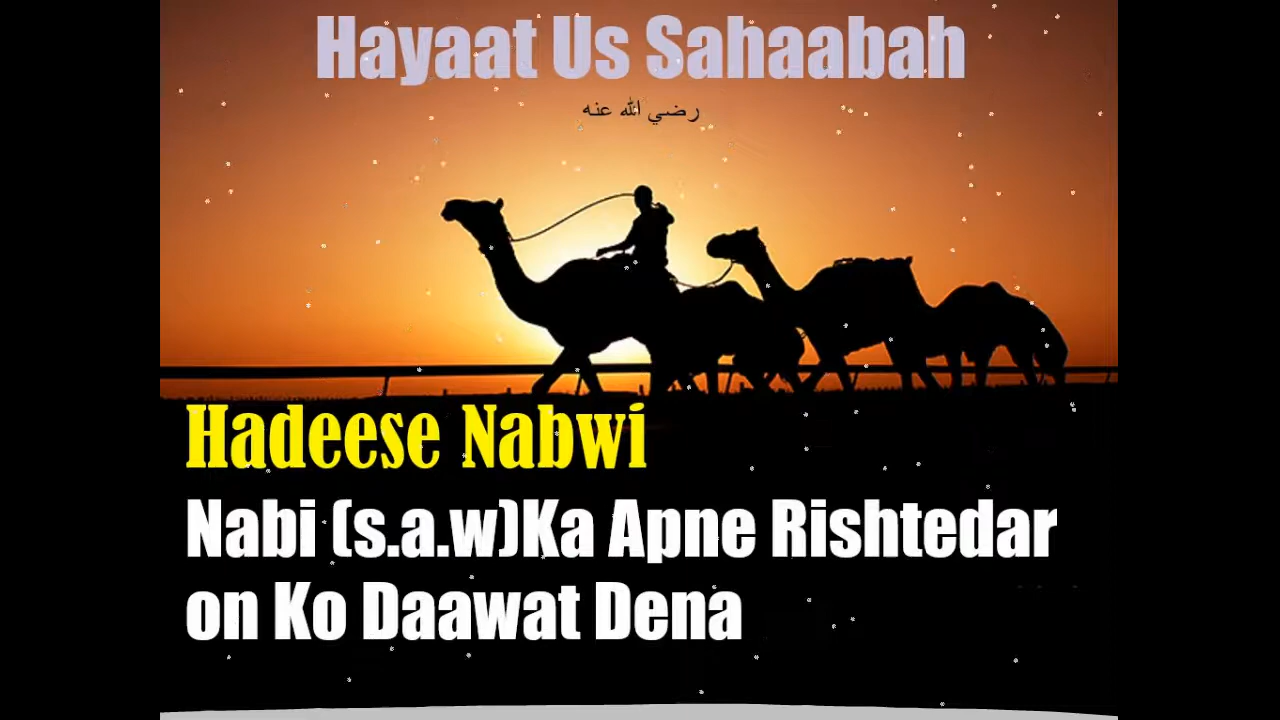 Hayaat Us Sahaabah
رضي الله عنه
Hadeese Nabwi
Nabi (s.a.w)Ka Apne Rishtedar
on Ko Daawat Dena